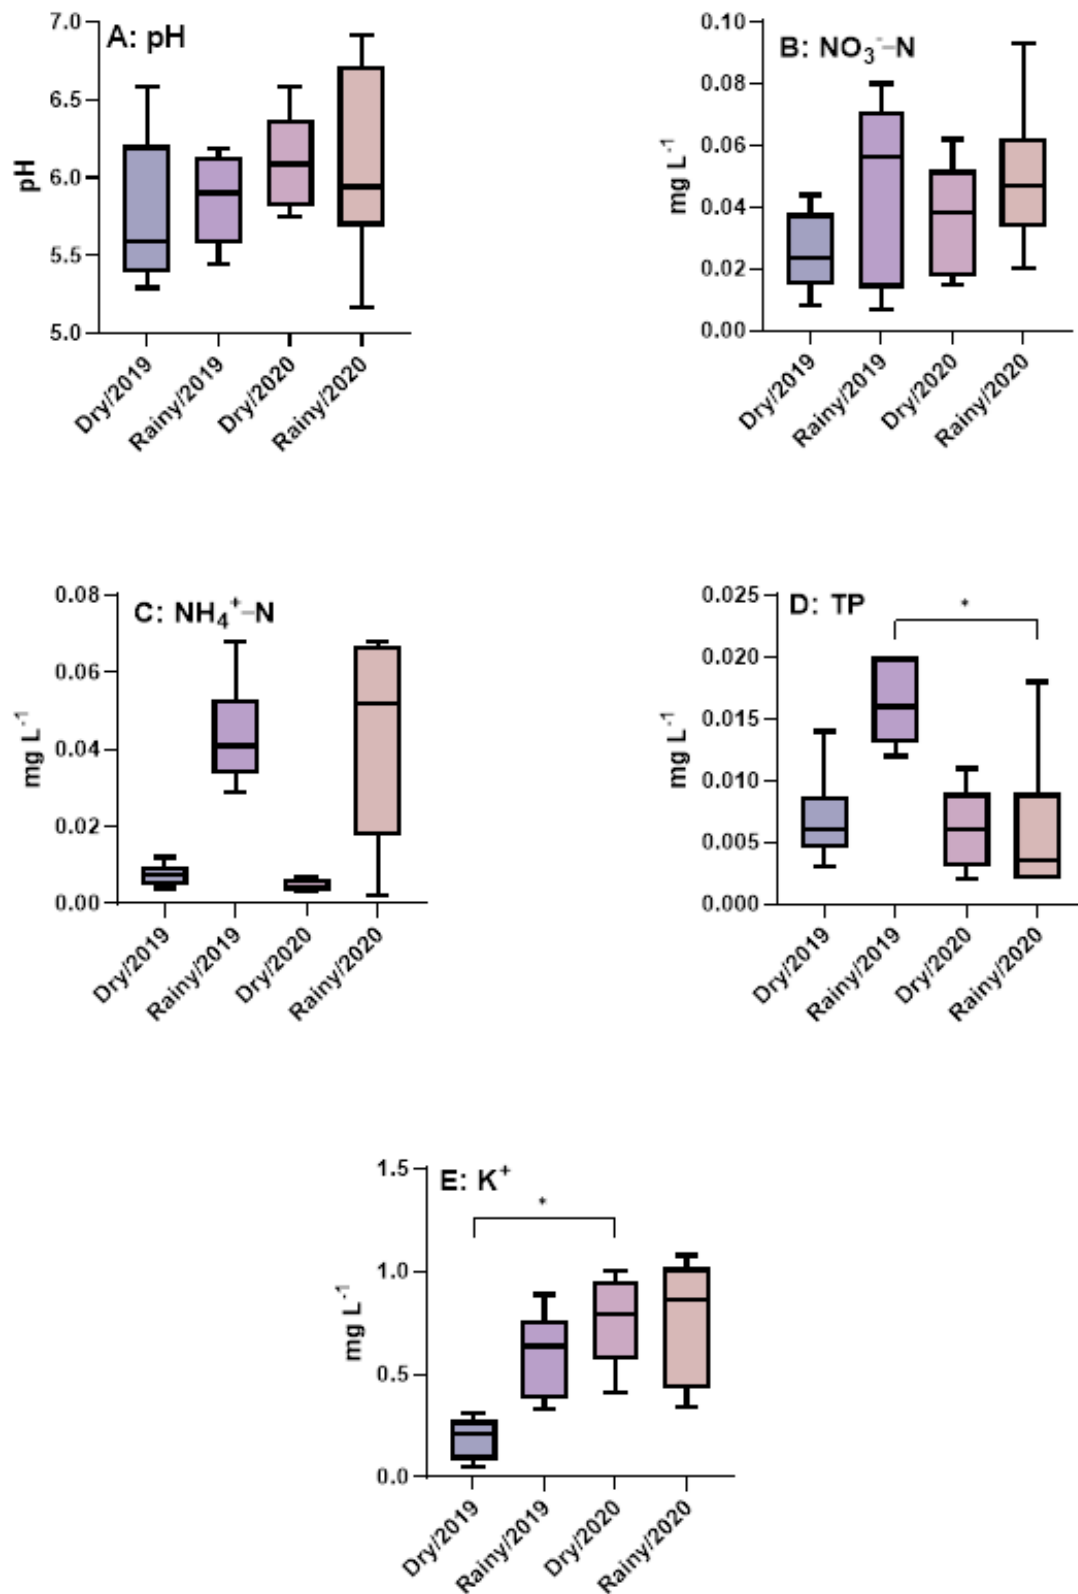 A: pH
7.0
6.5
6.0
5.5
5.0
pH
Dry/2019
Rainy/2019
Dry/2020
Rainy/2020
B: NO₃⁻–N
0.10
0.08
0.06
0.04
0.02
0.00
mg L⁻¹
Dry/2019
Rainy/2019
Dry/2020
Rainy/2020
C: NH₄⁺–N
0.08
0.06
0.04
0.02
0.00
mg L⁻¹
Dry/2019
Rainy/2019
Dry/2020
Rainy/2020
D: TP
*
0.025
0.020
0.015
0.010
0.005
0.000
mg L⁻¹
Dry/2019
Rainy/2019
Dry/2020
Rainy/2020
E: K⁺
*
1.5
1.0
0.5
0.0
mg L⁻¹
Dry/2019
Rainy/2019
Dry/2020
Rainy/2020